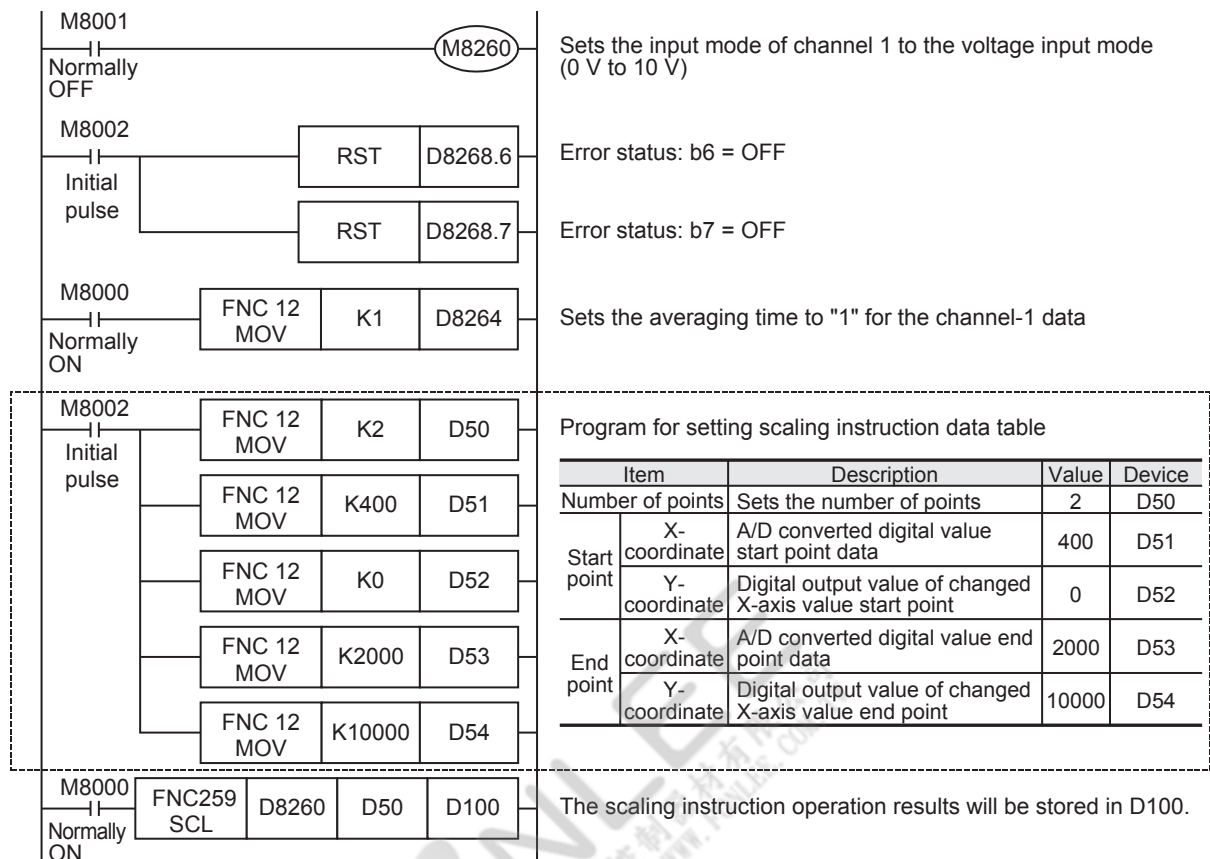 M8001
M8260
Normally
OFF
Sets the input mode of channel 1 to the voltage input mode
(0 V to 10 V)
M8002
Initial
pulse
RST D8268.6
Error status: b6 = OFF
RST D8268.7
Error status: b7 = OFF
M8000
Normally
ON
FNC 12
MOV
K1 D8264
Sets the averaging time to "1" for the channel-1 data
M8002
Initial
pulse
FNC 12
MOV
K2 D50
FNC 12
MOV
K400 D51
FNC 12
MOV
K0 D52
FNC 12
MOV
K2000 D53
FNC 12
MOV
K10000 D54
Program for setting scaling instruction data table
Item Description Value Device
Number of points Sets the number of points 2 D50
Start
point
X-
coordinate
A/D converted digital value
start point data
400 D51
Y-
coordinate
Digital output value of changed
X-axis value start point
0 D52
End
point
X-
coordinate
A/D converted digital value end
point data
2000 D53
Y-
coordinate
Digital output value of changed
X-axis value end point
10000 D54
M8000
Normally
ON
FNC259
SCL
D8260 D50 D100
The scaling instruction operation results will be stored in D100.